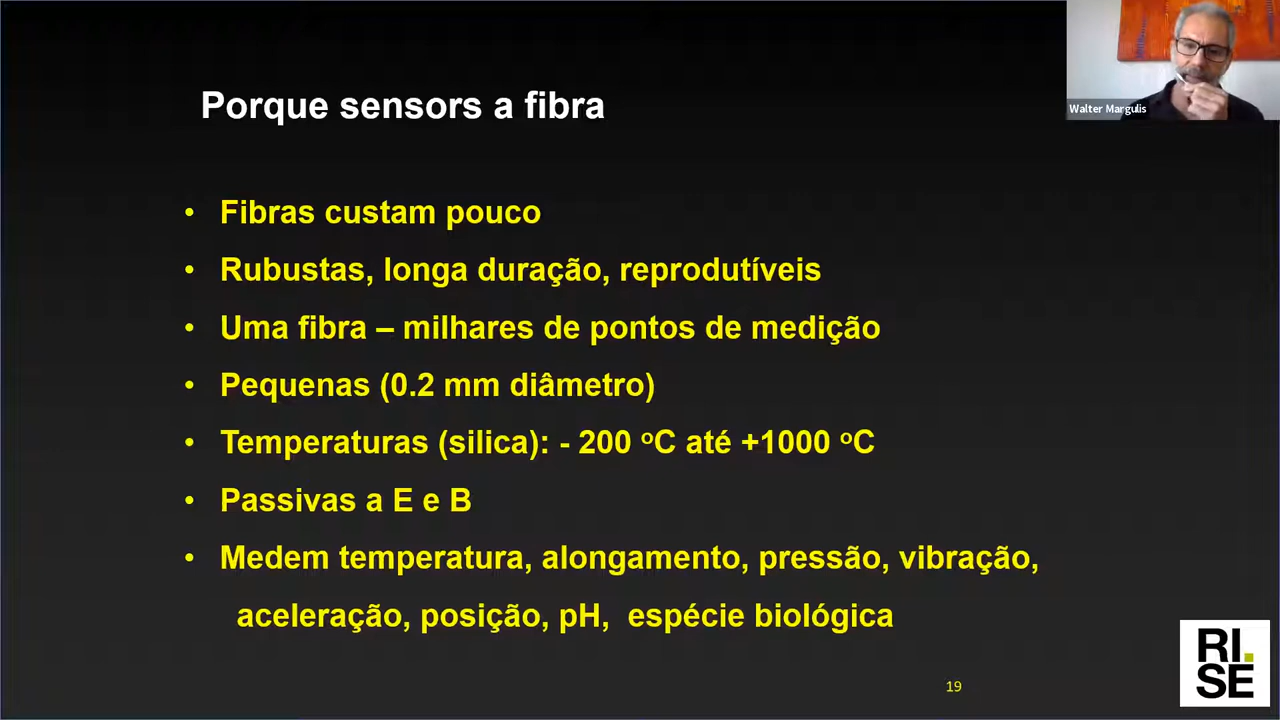 Walter Margulis
Porque sensors a fibra
• Fibras custam pouco
• Rubustas, longa duração, reprodutíveis
• Uma fibra – milhares de pontos de medição
• Pequenas (0.2 mm diâmetro)
• Temperaturas (silica): - 200 ºC até +1000 ºC
• Passivas a E e B
• Medem temperatura, alongamento, pressão, vibração,
aceleração, posição, pH, espécie biológica
19
RI.
SE